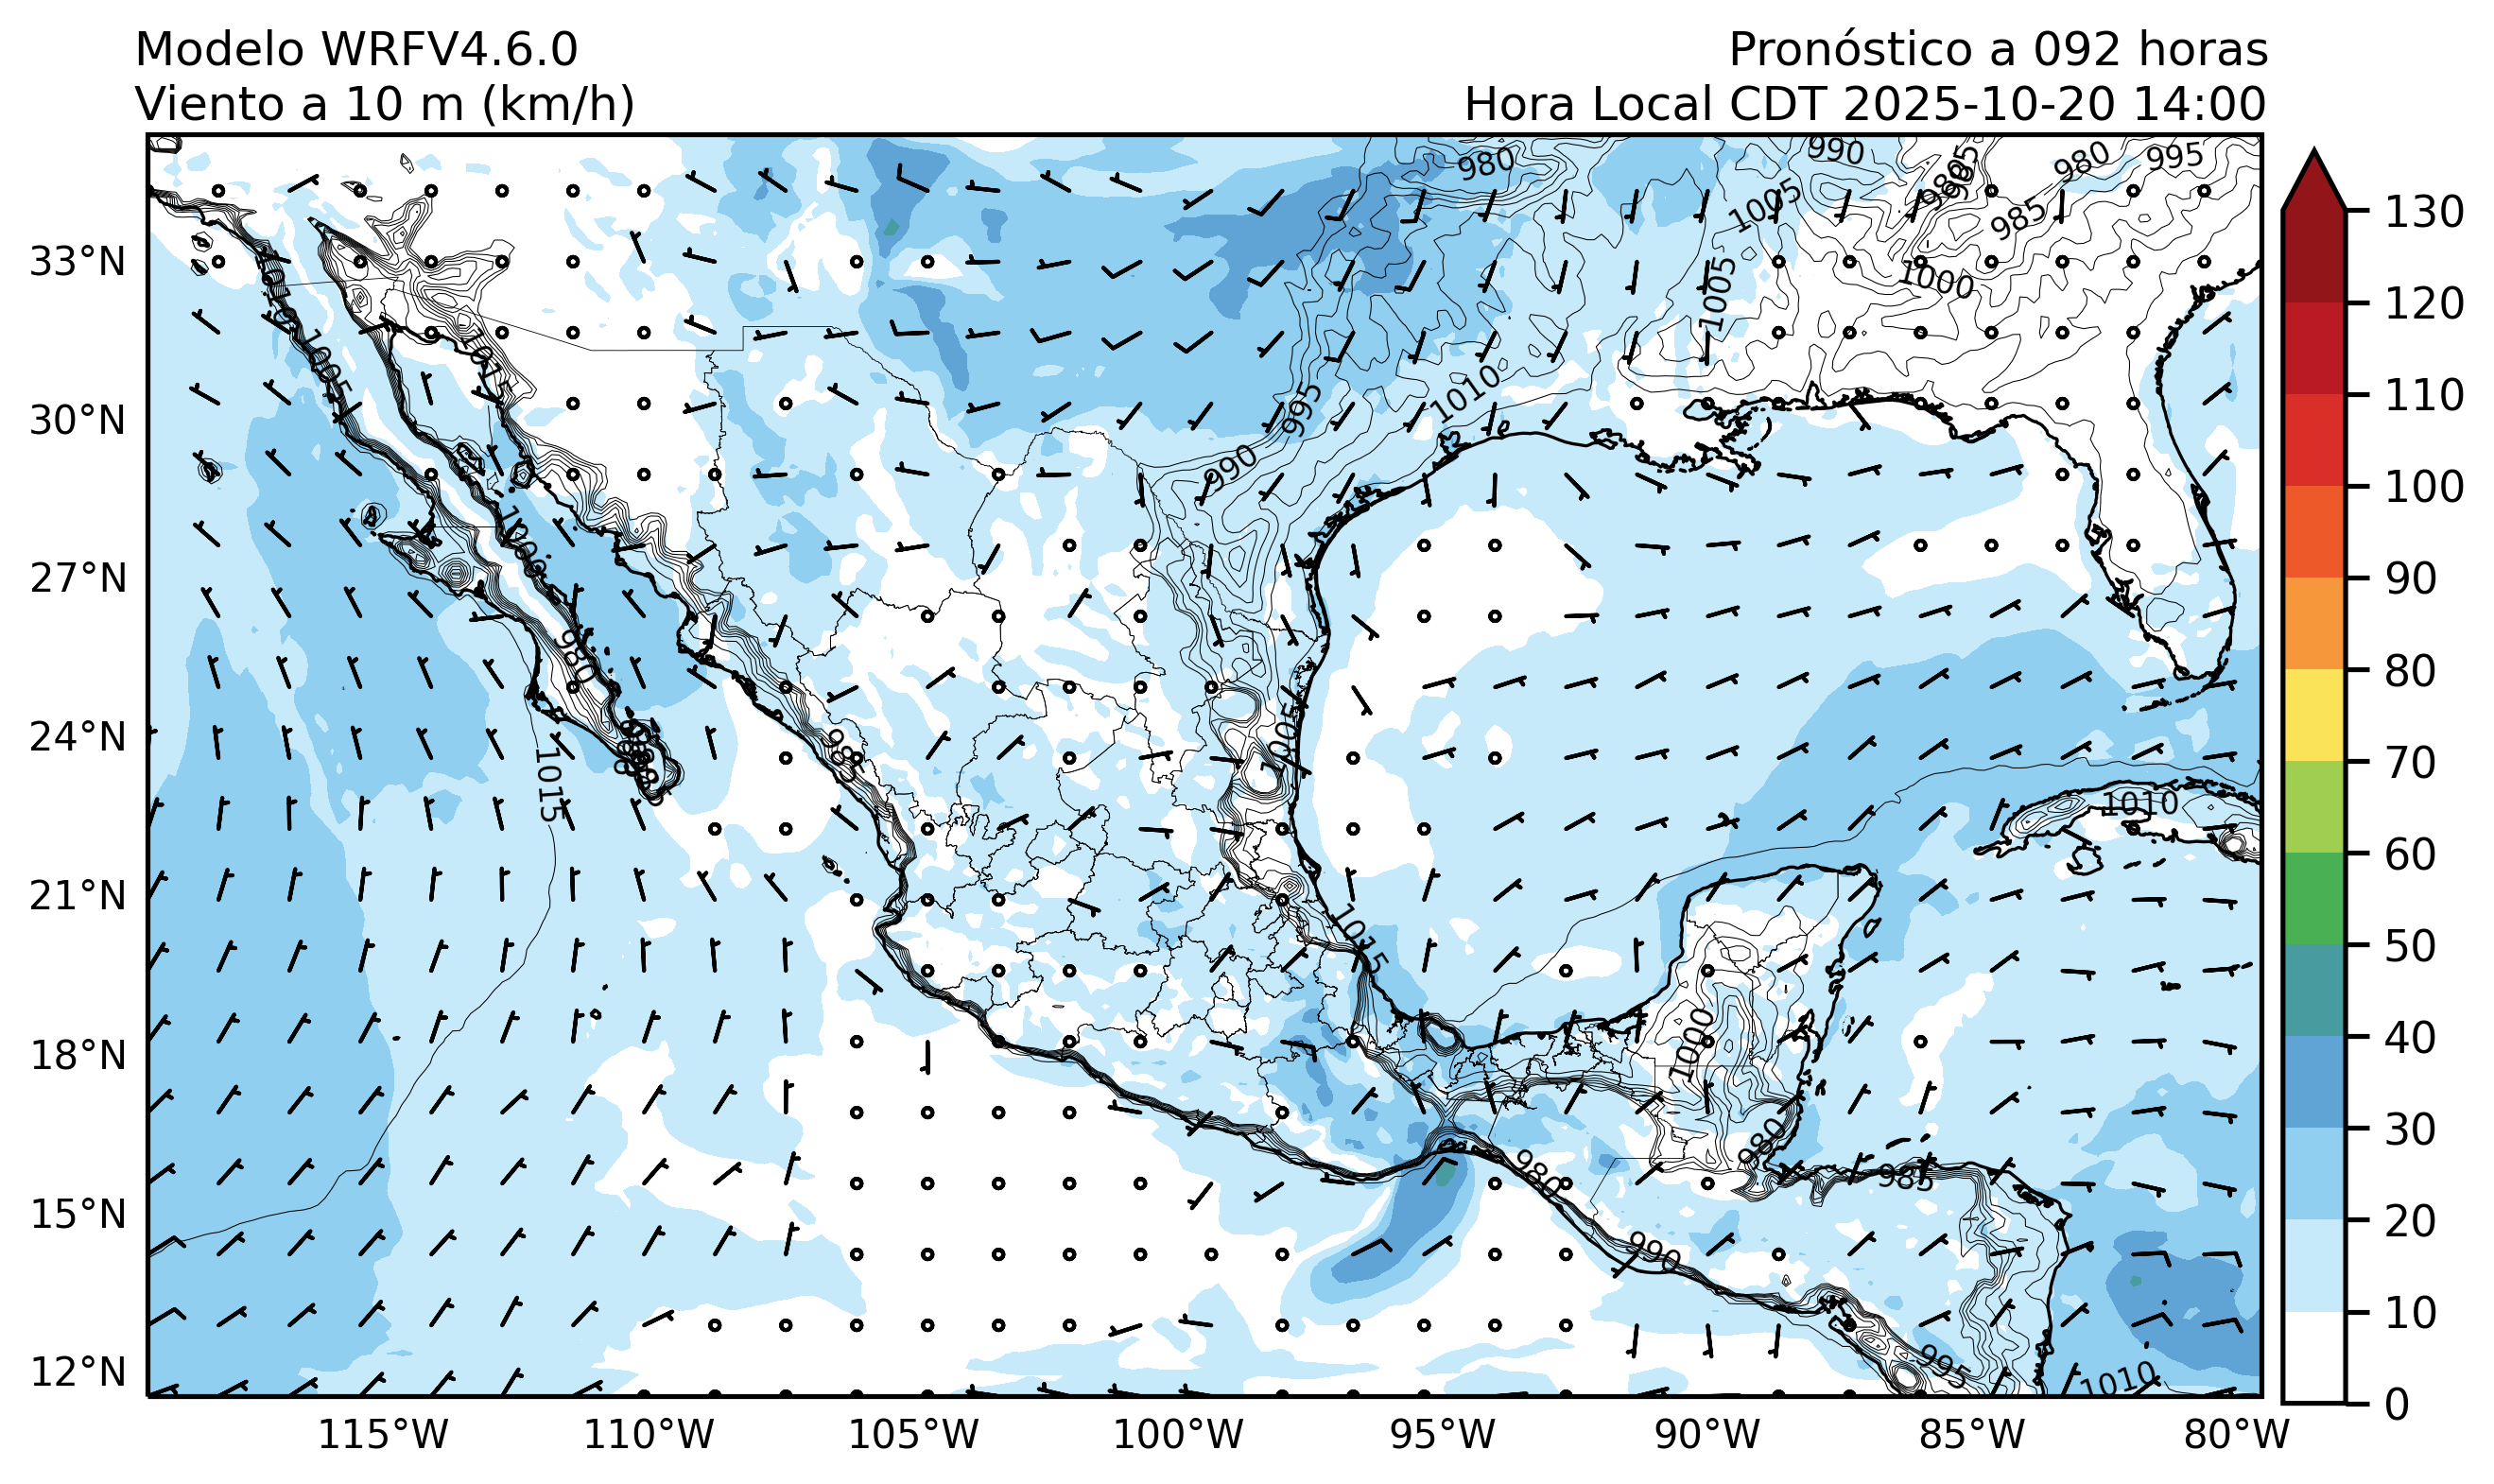 Modelo WRFV4.6.0
Pronóstico a 092 horas
Viento a 10 m (km/h)
Hora Local CDT 2025-10-20 14:00
33°N
30°N
27°N
24°N
21°N
18°N
15°N
12°N
115°W
110°W
105°W
100°W
95°W
90°W
85°W
80°W
130
120
110
100
90
80
70
60
50
40
30
20
10
0
980
990
980
995
1005
985
1000
1005
1005
1015
1010
995
990
980
1005
985
1015
1010
1015
1000
980
980
985
990
995
1010